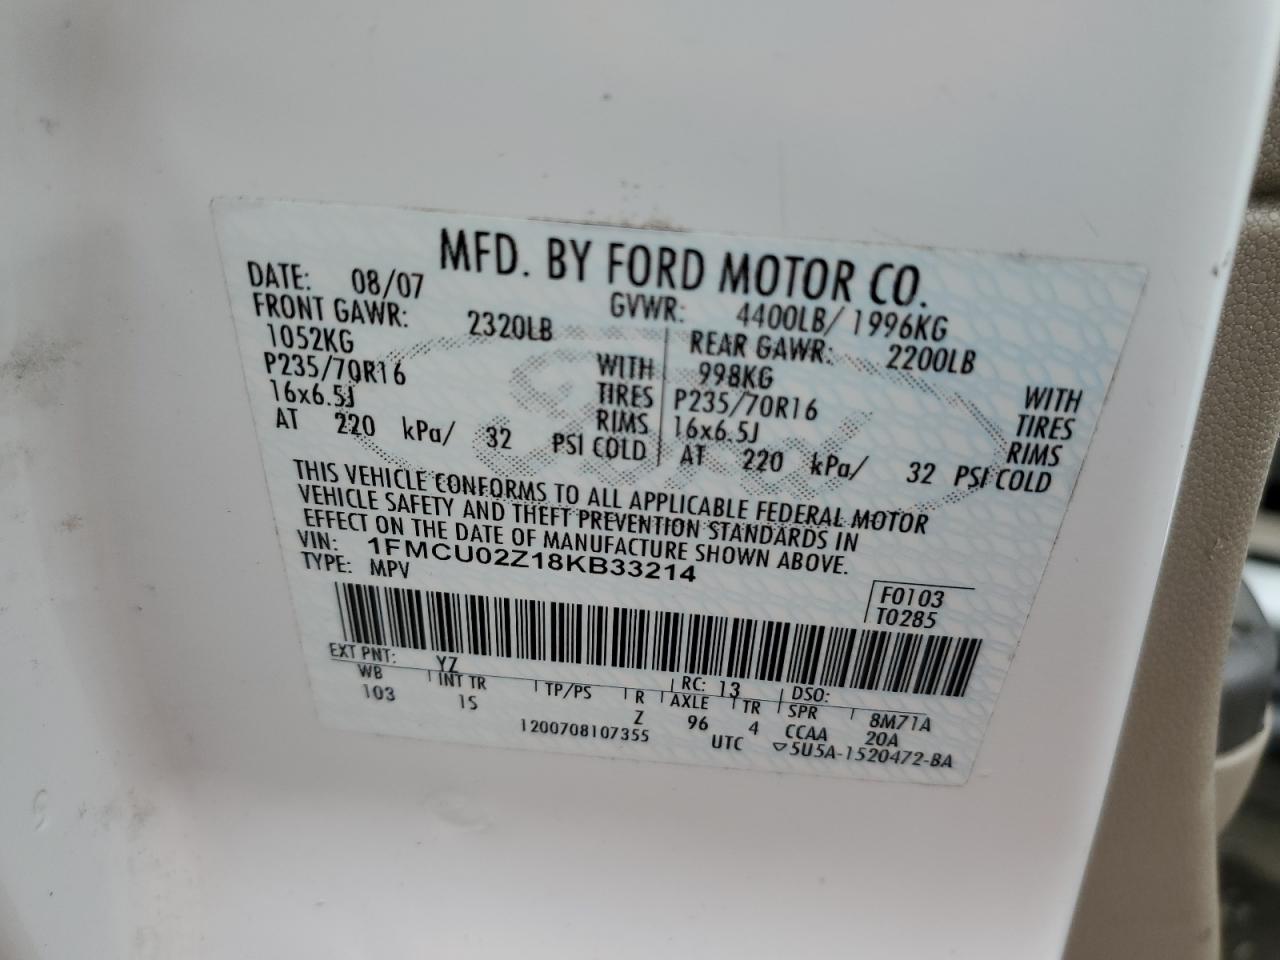 MFD. BY FORD MOTOR CO.
DATE: 08/07 GVWR: 4400LB/ 1996KG
FRONT GAWR: 2320LB REAR GAWR: 2200LB
1052KG WITH 998KG WITH
P235/70R16 TIRES P235/70R16 TIRES
16x6.5J RIMS 16x6.5J RIMS
AT 220 kPa/ 32 PSI COLD AT 220 kPa/ 32 PSI COLD
THIS VEHICLE CONFORMS TO ALL APPLICABLE FEDERAL MOTOR
VEHICLE SAFETY AND THEFT PREVENTION STANDARDS IN
EFFECT ON THE DATE OF MANUFACTURE SHOWN ABOVE.
VIN: 1FMCU02Z18KB33214
TYPE: MPV
F0103
T0285
EXT PNT: YZ RC: 13 DSO:
WB INT TR TP/PS R AXLE TR SPR 8M71A
103 IS Z 96 4 CCAA 20A
1200708107355 UTC 5U5A-1520472-BA